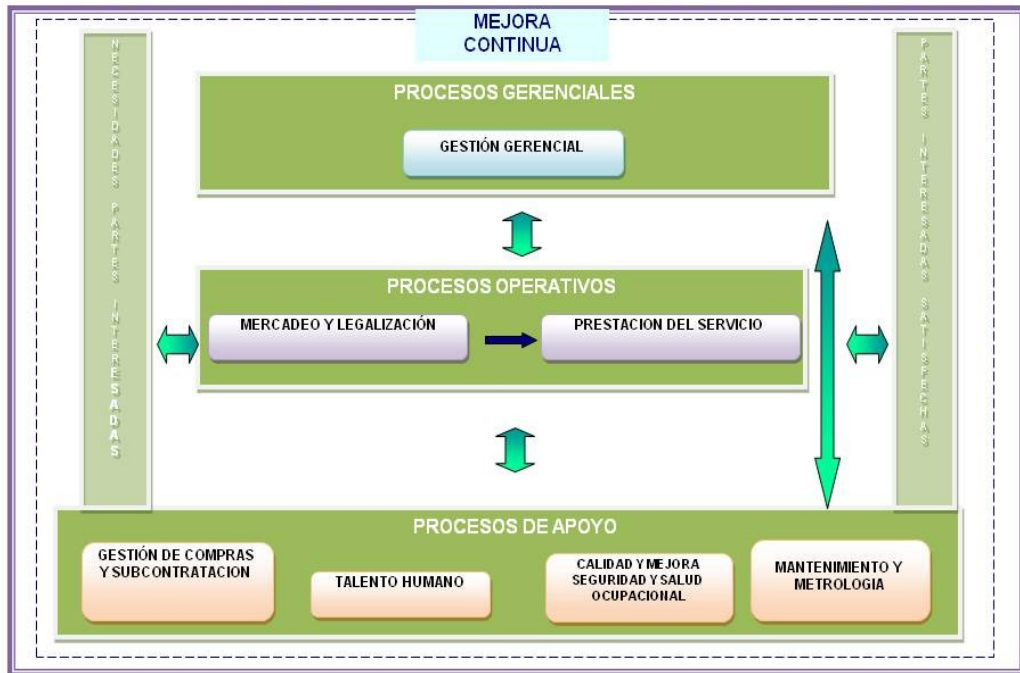 MEJORA
CONTINUA
NECESIDADES PARTES INTERESADAS
PROCESOS GERENCIALES
GESTIÓN GERENCIAL
PROCESOS OPERATIVOS
MERCADEO Y LEGALIZACIÓN
PRESTACION DEL SERVICIO
PARTES INTERESADAS SATISFECHAS
PROCESOS DE APOYO
GESTIÓN DE COMPRAS
Y SUBCONTRATACION
TALENTO HUMANO
CALIDAD Y MEJORA
SEGURIDAD Y SALUD
OCUPACIONAL
MANTENIMIENTO Y
METROLOGIA